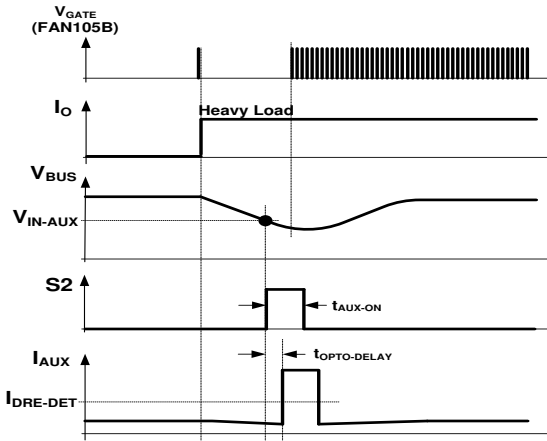 VGATE
(FAN105B)
IO
Heavy Load
VBUS
VIN-AUX
S2
tAUX-ON
IAUX
tOPTO-DELAY
IDRE-DET